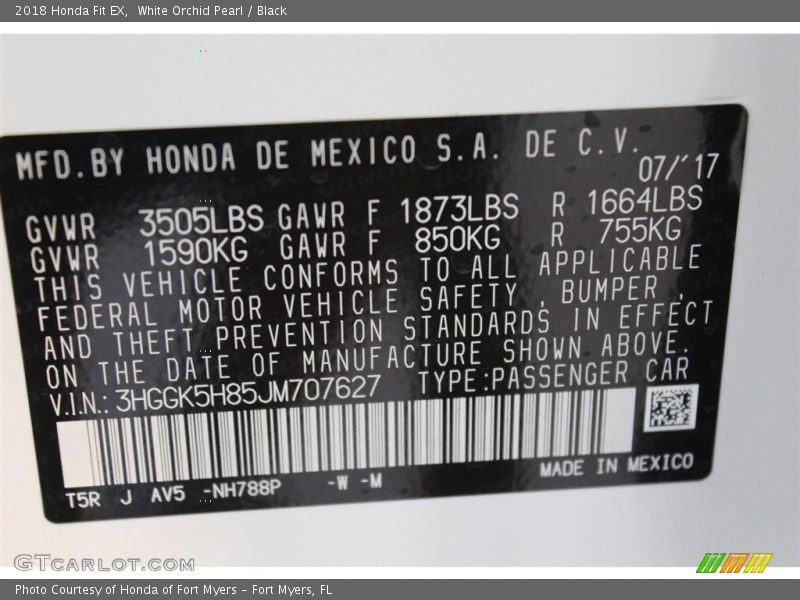 2018 Honda Fit EX,  White Orchid Pearl / Black
MFD.BY HONDA DE MEXICO S.A. DE C.V.
07/'17
GVWR 3505LBS GAWR F 1873LBS R 1664LBS
GVWR 1590KG GAWR F 850KG R 755KG
THIS VEHICLE CONFORMS TO ALL APPLICABLE
FEDERAL MOTOR VEHICLE SAFETY , BUMPER ,
AND THEFT PREVENTION STANDARDS IN EFFECT
ON THE DATE OF MANUFACTURE SHOWN ABOVE.
V.I.N.: 3HGGK5H85JM707627 TYPE:PASSENGER CAR
T5R J AV5 -NH788P -W -M MADE IN MEXICO
GTCarLot.com
Photo Courtesy of Honda of Fort Myers – Fort Myers, FL